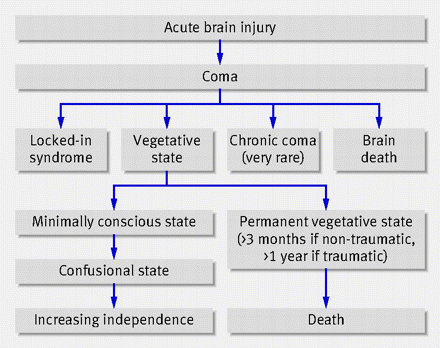 Acute brain injury
Coma
Locked-in
syndrome
Vegetative
state
Chronic coma
(very rare)
Brain
death
Minimally conscious state
Permanent vegetative state
(>3 months if non-traumatic,
>1 year if traumatic)
Confusional state
Increasing independence
Death